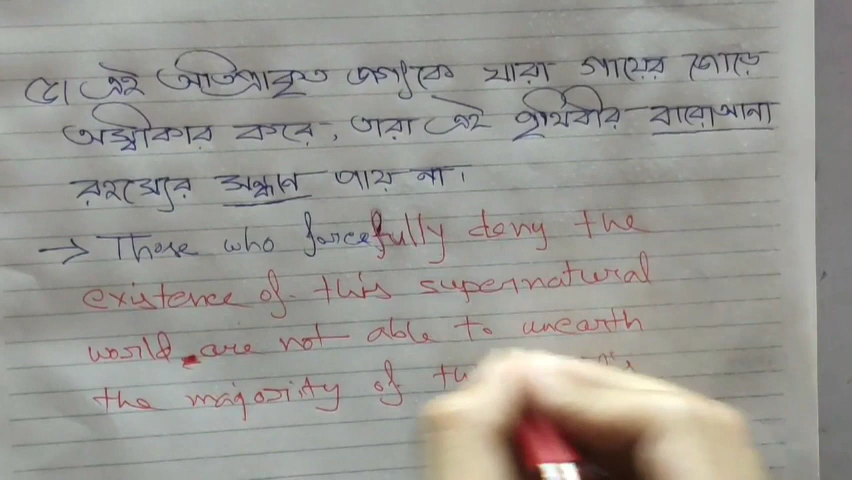 ৫। এই অতিপ্রাকৃত জগৎকে যারা গায়ের জোড়ে
অস্বীকার করে, তারা এই পৃথিবীর বারোআনা
রহস্যের সন্ধান পায় না।
→ Those who forcefully deny the
existence of this supernatural
world are not able to unearth
the majority of